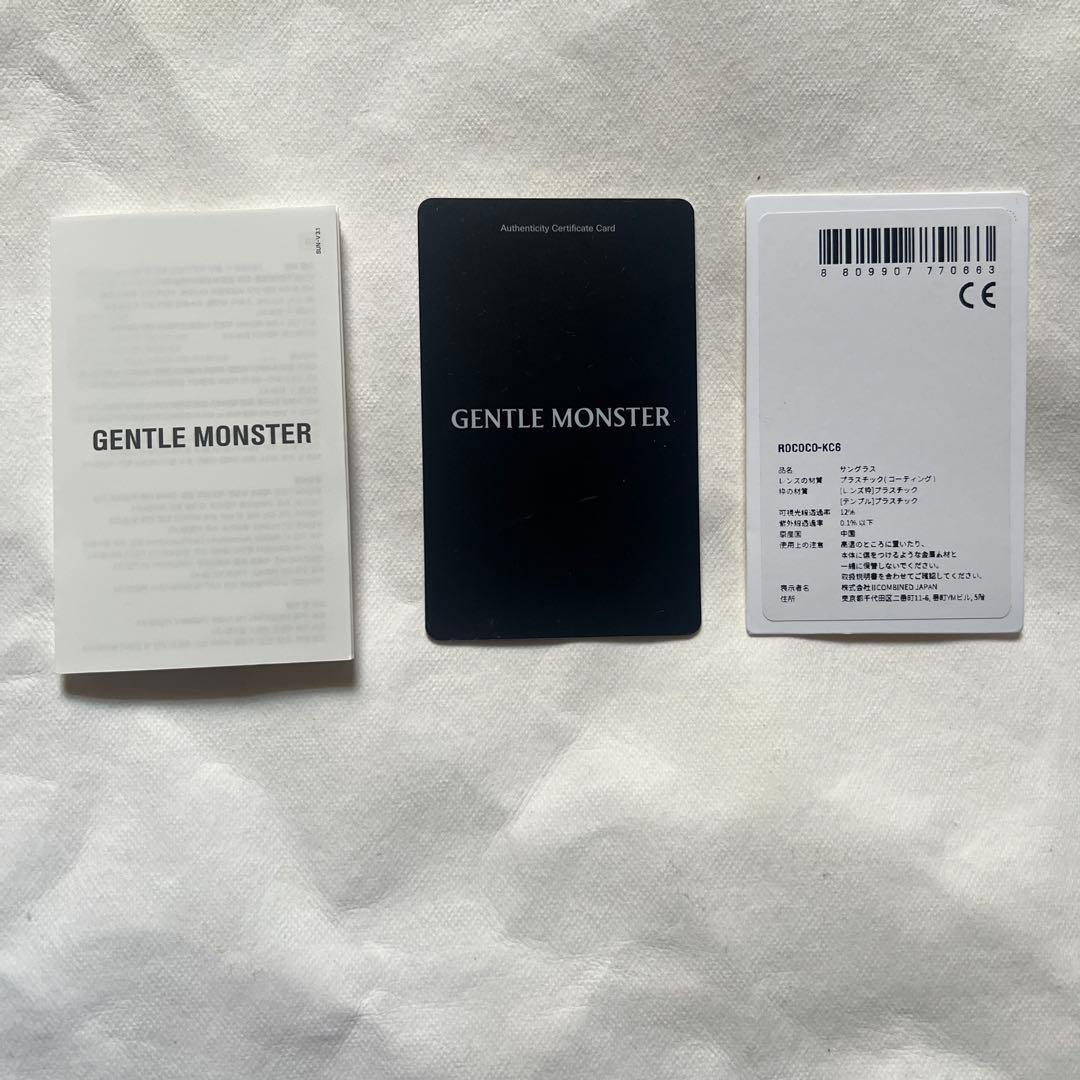 SUN-V3.1
GENTLE MONSTER
Authenticity Certificate Card
GENTLE MONSTER
8 809907 770663
CE
ROCOCO-KC6
品名 サングラス
レンズの材質 プラスチック(コーティング)
枠の材質 [レンズ枠]プラスチック
[テンプル]プラスチック
可視光線透過率 12%
紫外線透過率 0.1% 以下
原産国 中国
使用上の注意 高温のところに置いたり、
本体に傷をつけるような金属素材と
一緒に保管しないでください。
取扱説明書を合わせてご確認してください。
表示者名 株式会社IICOMBINED JAPAN
住所 東京都千代田区二番町11-6, 番町YMビル, 5階